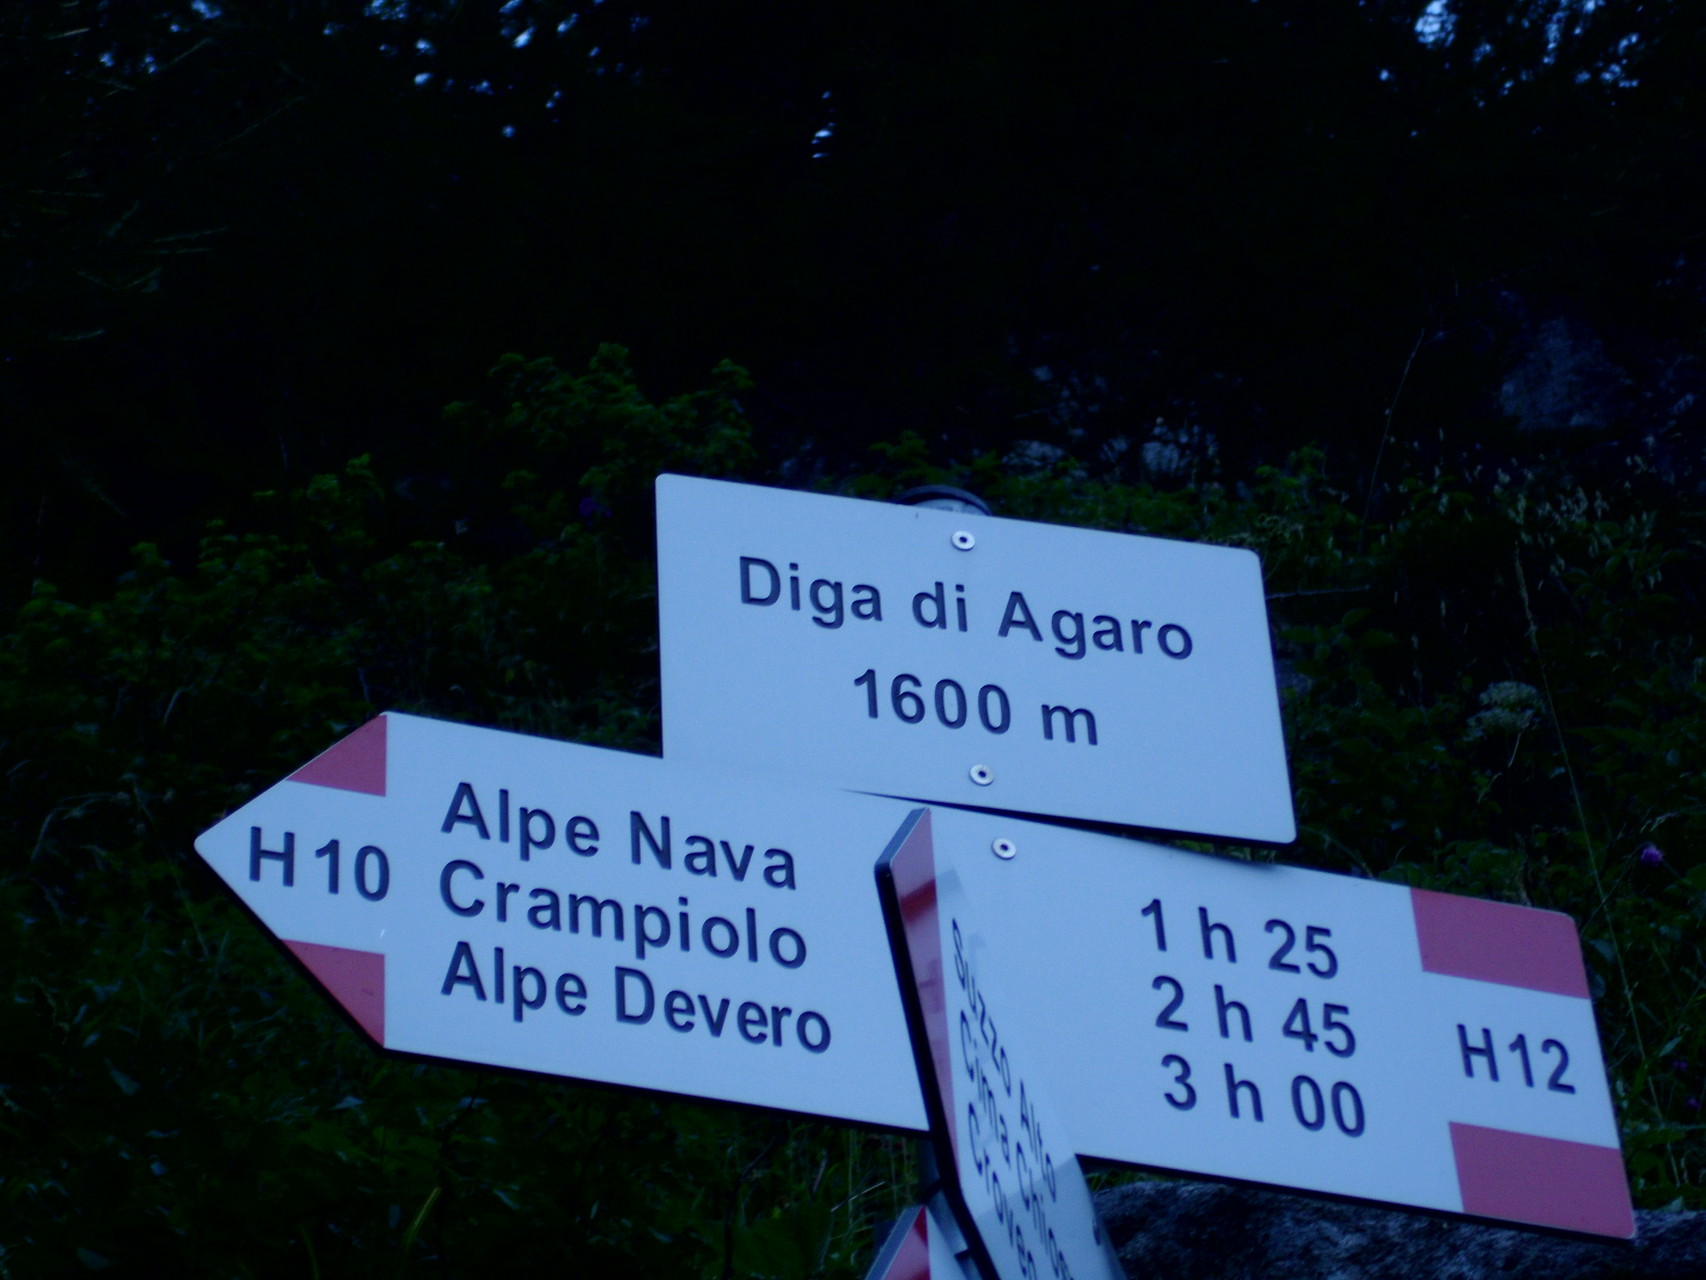 Diga di Agaro
1600 m
H10
Alpe Nava 1 h 25
Crampiolo 2 h 45
Alpe Devero 3 h 00
H12
Suzzo Alto
Cima